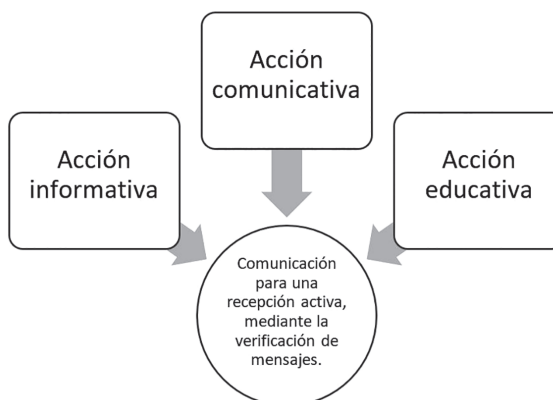 Acción
comunicativa
Acción
informativa
Acción
educativa
Comunicación
para una
recepción activa,
mediante la
verificación de
mensajes.